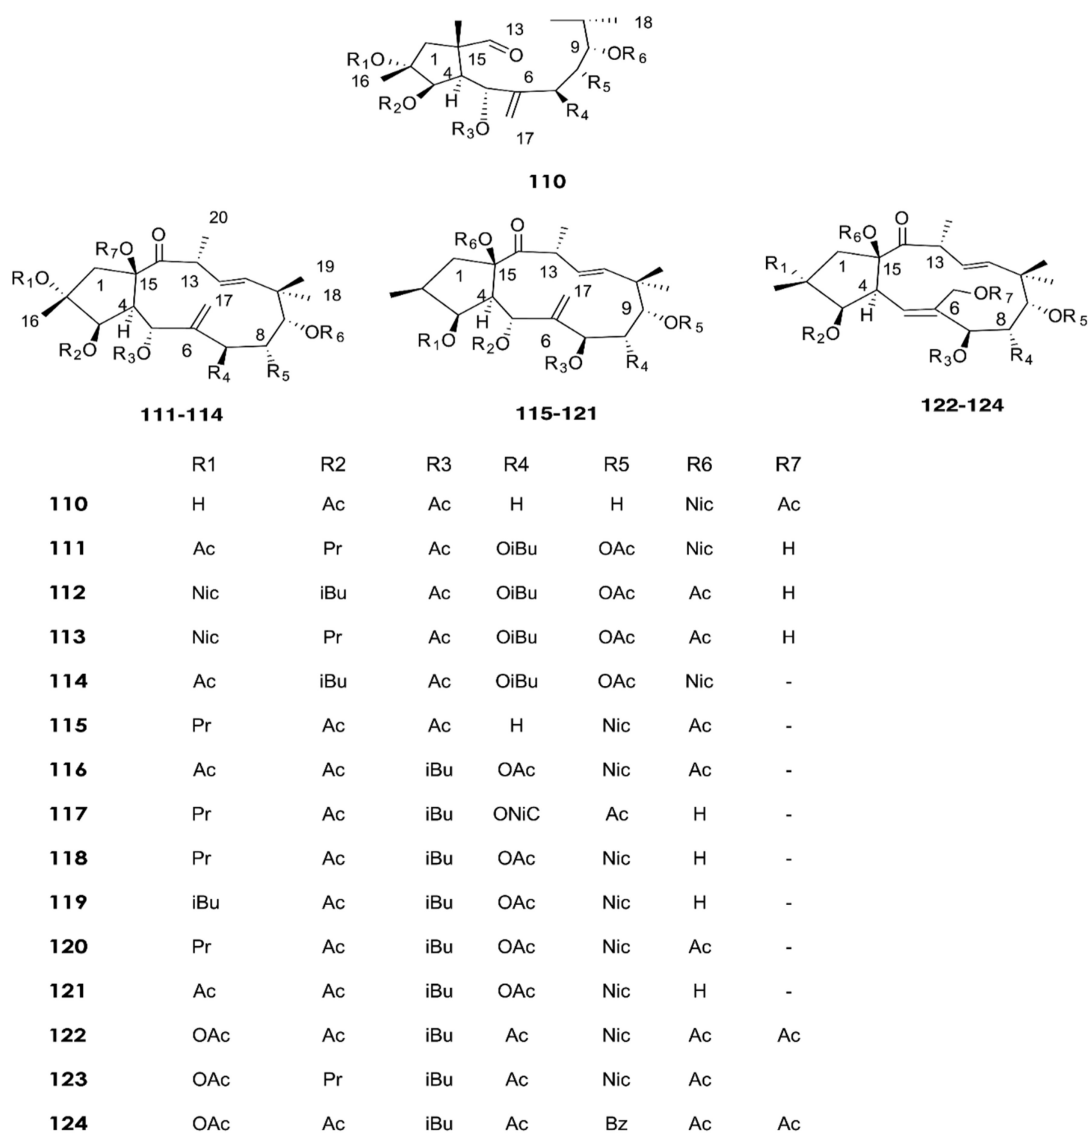 13 18
R1O 1 15 O 9 OR6
16 4 6 R5
R2O H R4
R3O 17
110
20
R7O O 13 19
R1O 1 15 17 18
16 4 H 6 8 OR6
R2O R3O R4 R5
111-114
R6O O
1 15 13 17
4 H 6 9 OR5
R1O R2O R3O R4
115-121
R6O O
R1 1 15 13
4 H 6 OR7 8 OR5
R2O R3O R4
122-124
R1 R2 R3 R4 R5 R6 R7
110 H Ac Ac H H Nic Ac
111 Ac Pr Ac OiBu OAc Nic H
112 Nic iBu Ac OiBu OAc Ac H
113 Nic Pr Ac OiBu OAc Ac H
114 Ac iBu Ac OiBu OAc Nic -
115 Pr Ac Ac H Nic Ac -
116 Ac Ac iBu OAc Nic Ac -
117 Pr Ac iBu ONiC Ac H -
118 Pr Ac iBu OAc Nic H -
119 iBu Ac iBu OAc Nic H -
120 Pr Ac iBu OAc Nic Ac -
121 Ac Ac iBu OAc Nic H -
122 OAc Ac iBu Ac Nic Ac Ac
123 OAc Pr iBu Ac Nic Ac
124 OAc Ac iBu Ac Bz Ac Ac